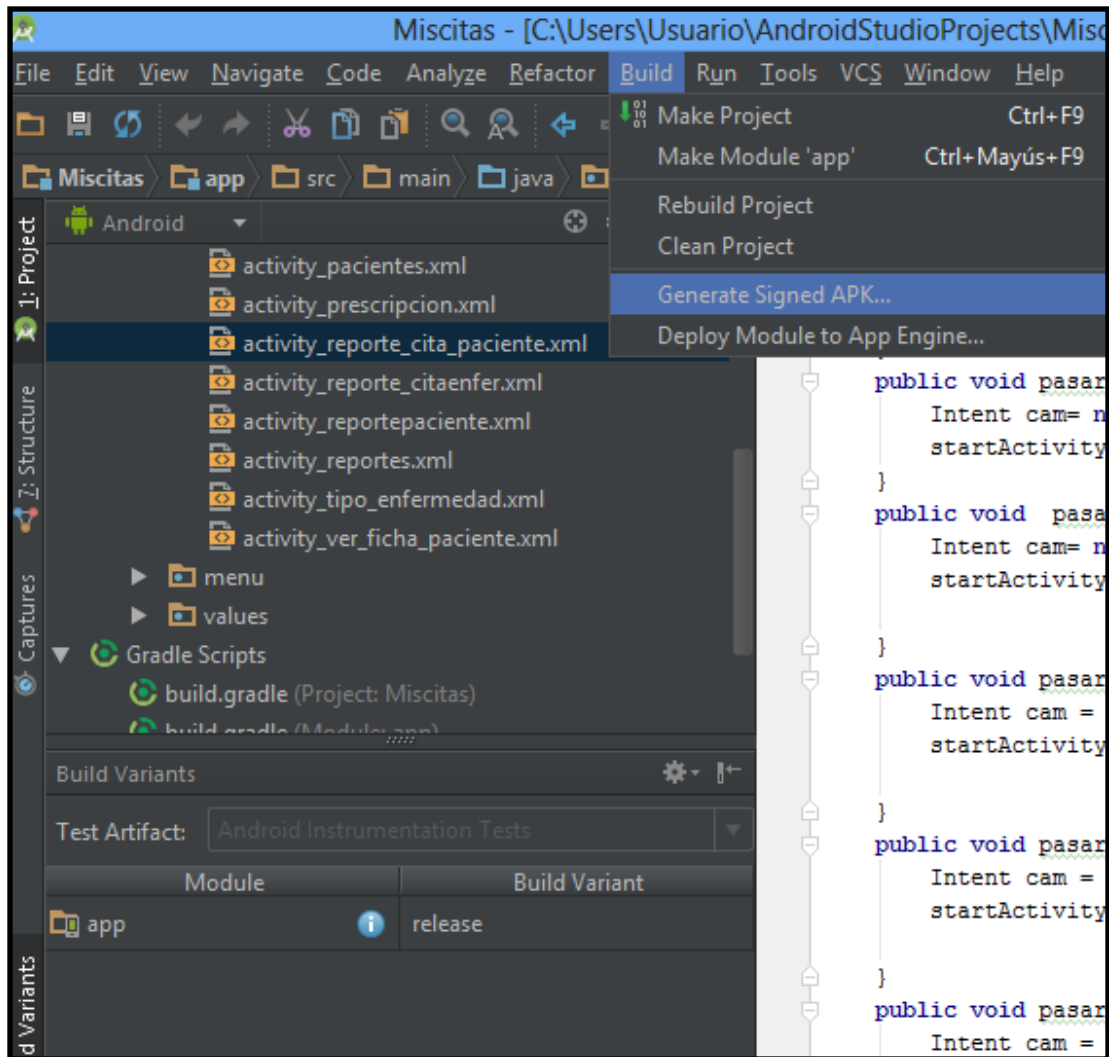 Miscitas - [C:\Users\Usuario\AndroidStudioProjects\Misc
File Edit View Navigate Code Analyze Refactor Build Run Tools VCS Window Help
Make Project Ctrl+F9
Make Module 'app' Ctrl+Mayús+F9
Rebuild Project
Clean Project
Generate Signed APK...
Deploy Module to App Engine...
Miscitas app src main java
1: Project
7: Structure
Captures
d Variants
Android
activity_pacientes.xml
activity_prescripcion.xml
activity_reporte_cita_paciente.xml
activity_reporte_citaenfer.xml
activity_reportepaciente.xml
activity_reportes.xml
activity_tipo_enfermedad.xml
activity_ver_ficha_paciente.xml
menu
values
Gradle Scripts
build.gradle (Project: Miscitas)
build.gradle (Module: app)
Build Variants
Test Artifact: Android Instrumentation Tests
Module Build Variant
app release
public void pasar
Intent cam= n
startActivity
}
public void pasa
Intent cam= n
startActivity
}
public void pasar
Intent cam =
startActivity
}
public void pasar
Intent cam =
startActivity
}
public void pasar
Intent cam =